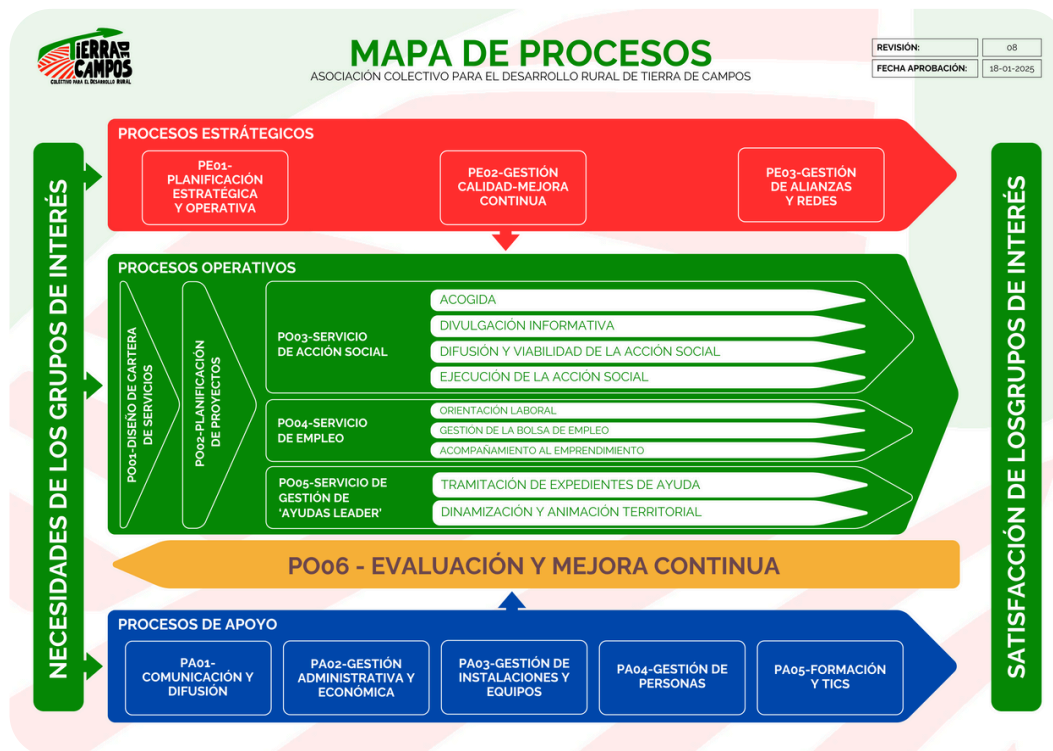 TIERRA DE
CAMPOS
COLECTIVO PARA EL DESARROLLO RURAL
MAPA DE PROCESOS
ASOCIACIÓN COLECTIVO PARA EL DESARROLLO RURAL DE TIERRA DE CAMPOS
REVISIÓN: 08
FECHA APROBACIÓN: 18-01-2025
NECESIDADES DE LOS GRUPOS DE INTERÉS
PROCESOS ESTRÁTEGICOS
PE01-
PLANIFICACIÓN
ESTRATÉGICA
Y OPERATIVA
PE02-GESTIÓN
CALIDAD-MEJORA
CONTINUA
PE03-GESTIÓN
DE ALIANZAS
Y REDES
PROCESOS OPERATIVOS
PO01-DISEÑO DE CARTERA
DE SERVICIOS
PO02-PLANIFICACIÓN
DE PROYECTOS
PO03-SERVICIO
DE ACCIÓN SOCIAL
ACOGIDA
DIVULGACIÓN INFORMATIVA
DIFUSIÓN Y VIABILIDAD DE LA ACCIÓN SOCIAL
EJECUCIÓN DE LA ACCIÓN SOCIAL
PO04-SERVICIO
DE EMPLEO
ORIENTACIÓN LABORAL
GESTIÓN DE LA BOLSA DE EMPLEO
ACOMPAÑAMIENTO AL EMPRENDIMIENTO
PO05-SERVICIO DE
GESTIÓN DE
'AYUDAS LEADER'
TRAMITACIÓN DE EXPEDIENTES DE AYUDA
DINAMIZACIÓN Y ANIMACIÓN TERRITORIAL
PO06 - EVALUACIÓN Y MEJORA CONTINUA
PROCESOS DE APOYO
PA01-
COMUNICACIÓN Y
DIFUSIÓN
PA02-GESTIÓN
ADMINISTRATIVA Y
ECONÓMICA
PA03-GESTIÓN DE
INSTALACIONES Y
EQUIPOS
PA04-GESTIÓN DE
PERSONAS
PA05-FORMACIÓN
Y TICS
SATISFACCIÓN DE LOSGRUPOS DE INTERÉS